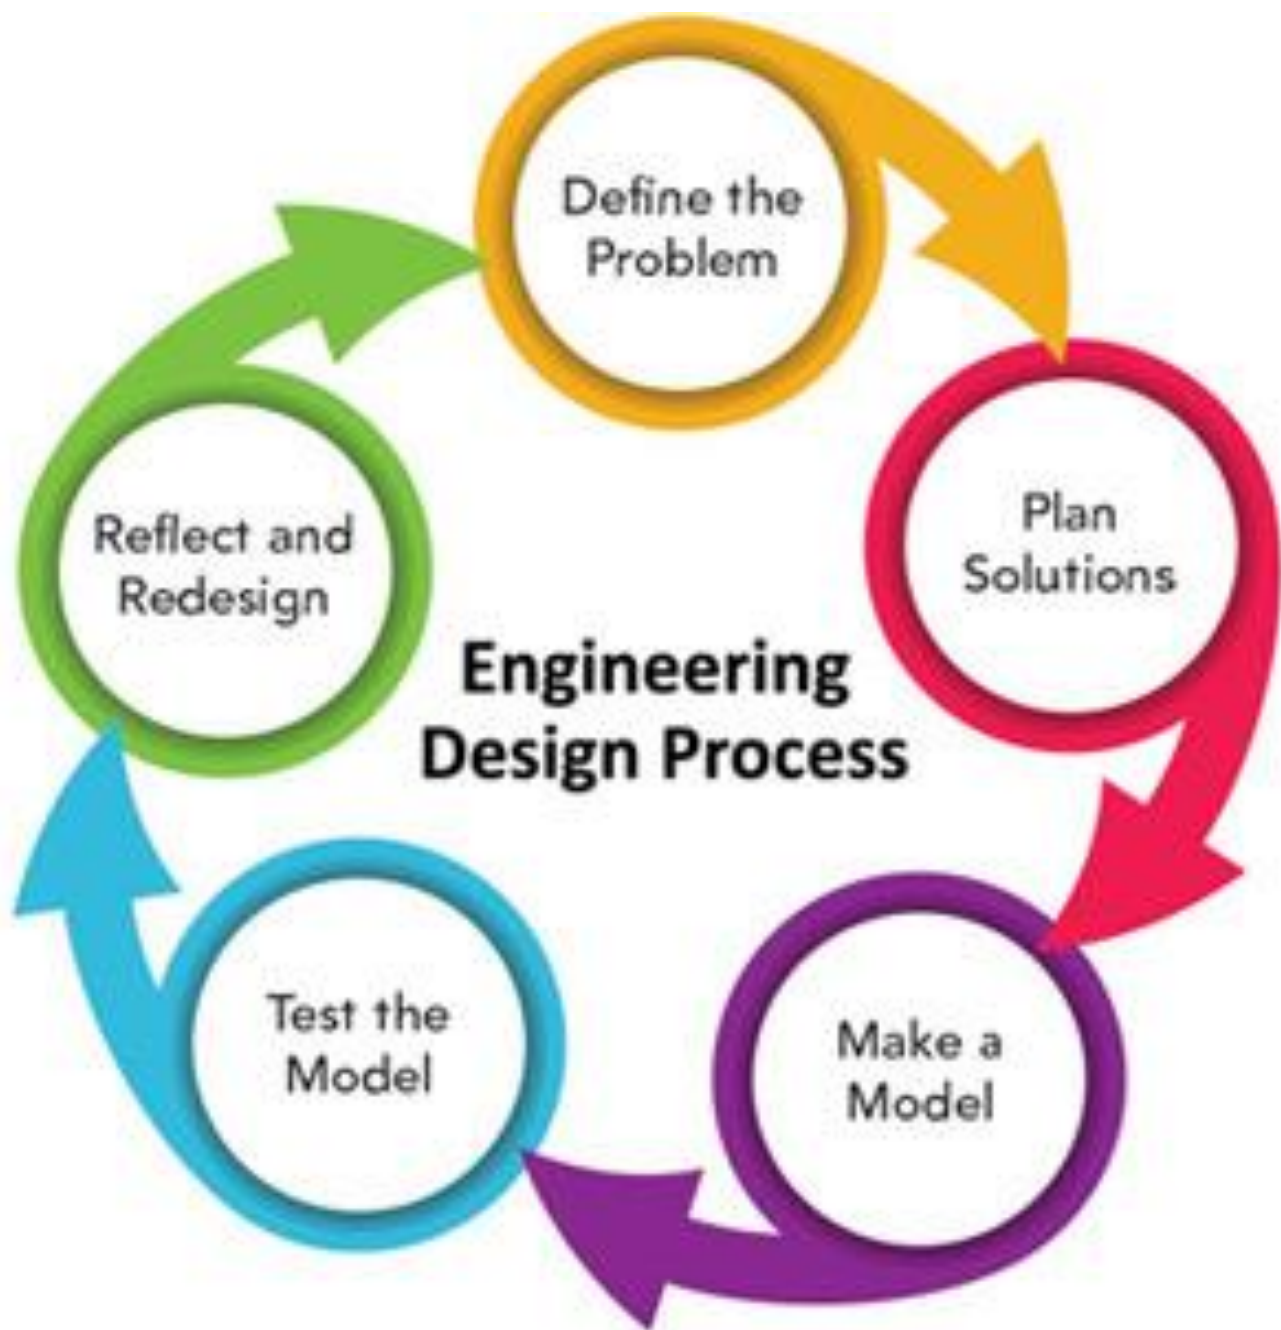 Define the
Problem
Plan
Solutions
Make a
Model
Test the
Model
Reflect and
Redesign
Engineering
Design Process